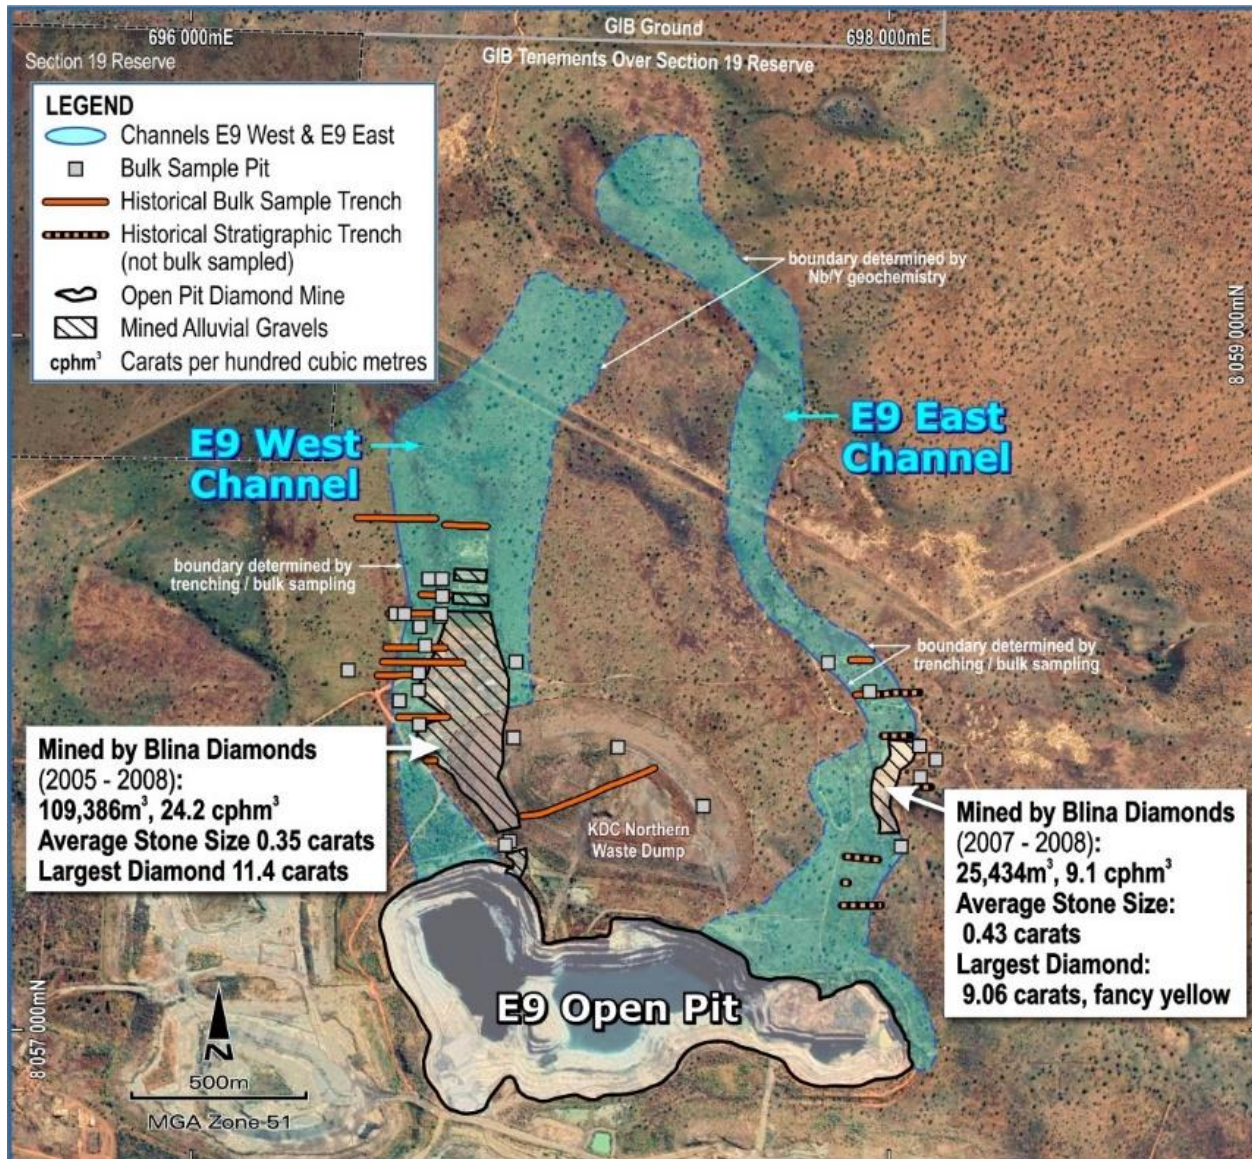 696 000mE
GIB Ground
698 000mE
Section 19 Reserve
GIB Tenements Over Section 19 Reserve
LEGEND
Channels E9 West & E9 East
Bulk Sample Pit
Historical Bulk Sample Trench
Historical Stratigraphic Trench
(not bulk sampled)
Open Pit Diamond Mine
Mined Alluvial Gravels
cphm³ Carats per hundred cubic metres
boundary determined by
Nb/Y geochemistry
8 059 000mN
E9 West
Channel
E9 East
Channel
boundary determined by
trenching / bulk sampling
boundary determined by
trenching / bulk sampling
Mined by Blina Diamonds
(2005 - 2008):
109,386m³, 24.2 cphm³
Average Stone Size 0.35 carats
Largest Diamond 11.4 carats
KDC Northern
Waste Dump
Mined by Blina Diamonds
(2007 - 2008):
25,434m³, 9.1 cphm³
Average Stone Size:
0.43 carats
Largest Diamond:
9.06 carats, fancy yellow
E9 Open Pit
8 057 000mN
N
500m
MGA Zone 51